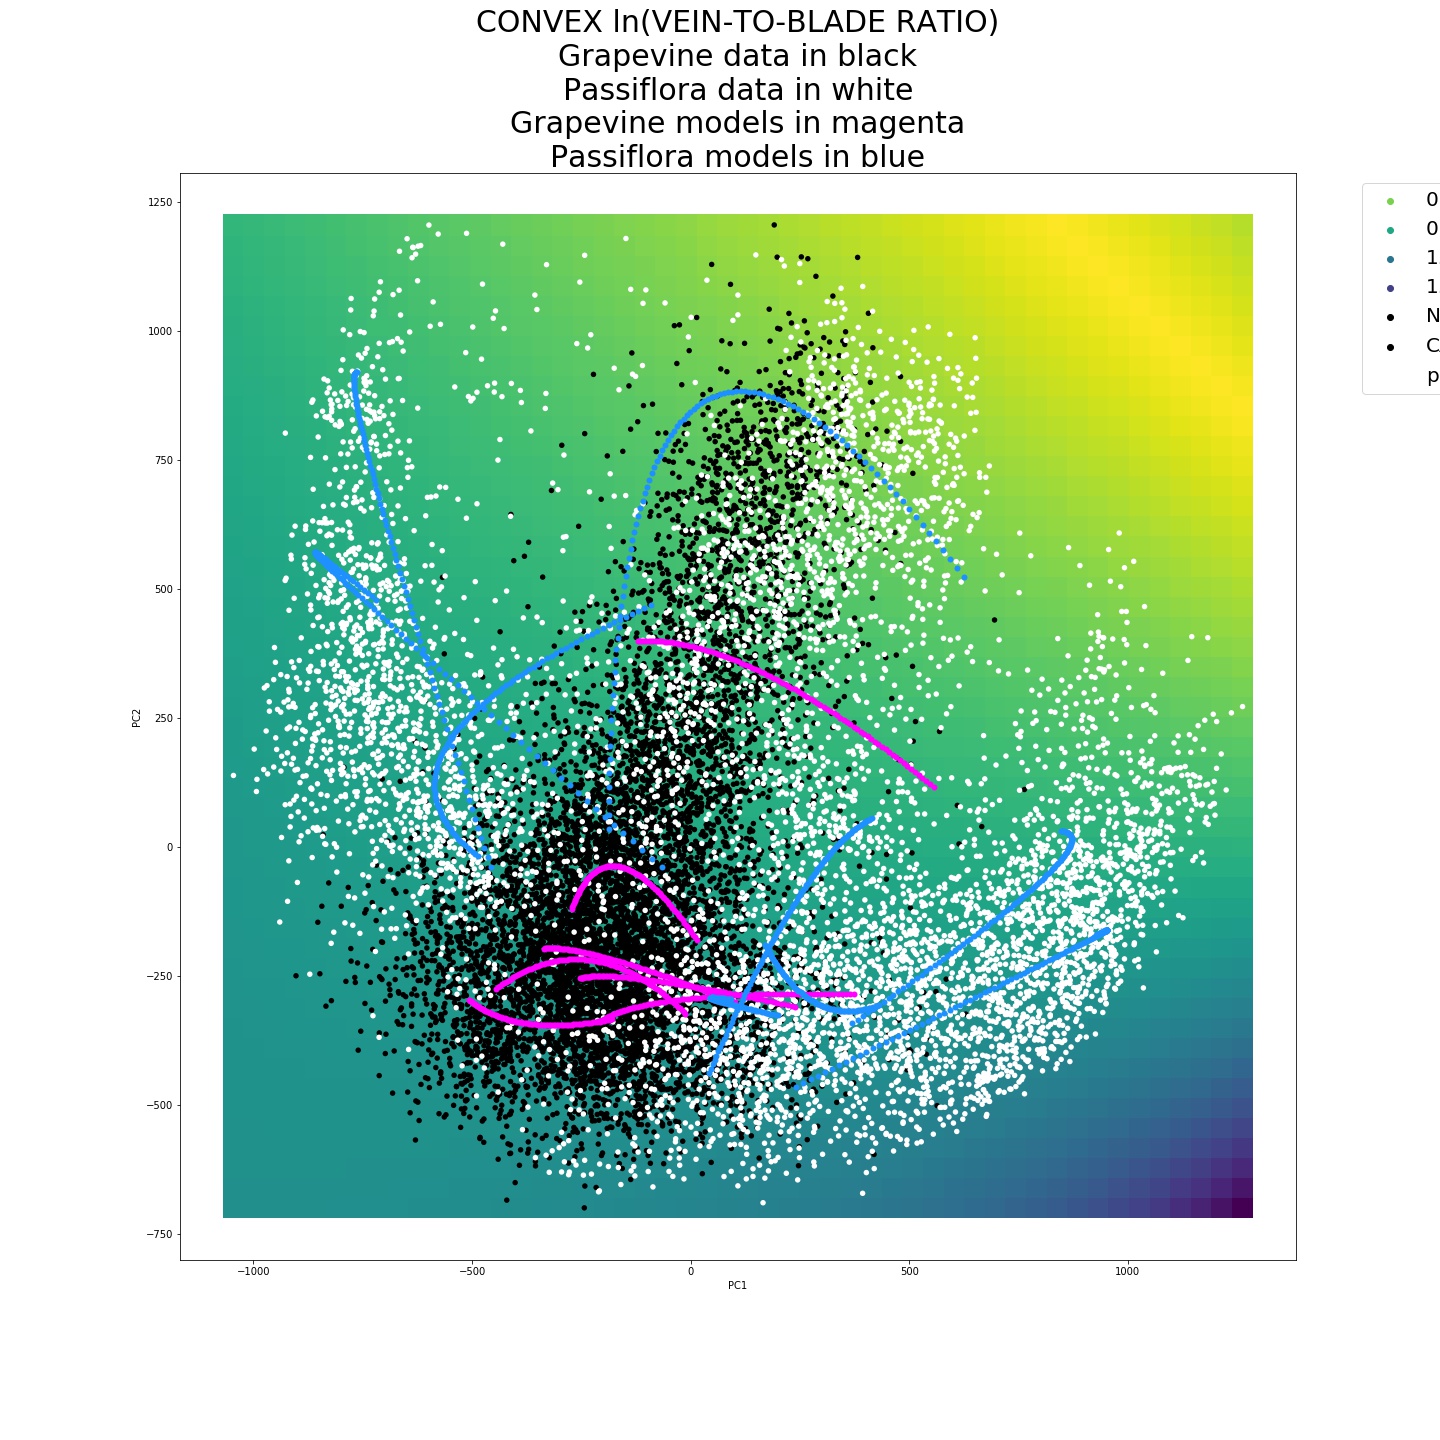 CONVEX ln(VEIN-TO-BLADE RATIO)
Grapevine data in black
Passiflora data in white
Grapevine models in magenta
Passiflora models in blue
1250
1000
750
500
250
0
−250
−500
−750
PC2
−1000
−500
0
500
1000
PC1
0
0
1
1
N
p